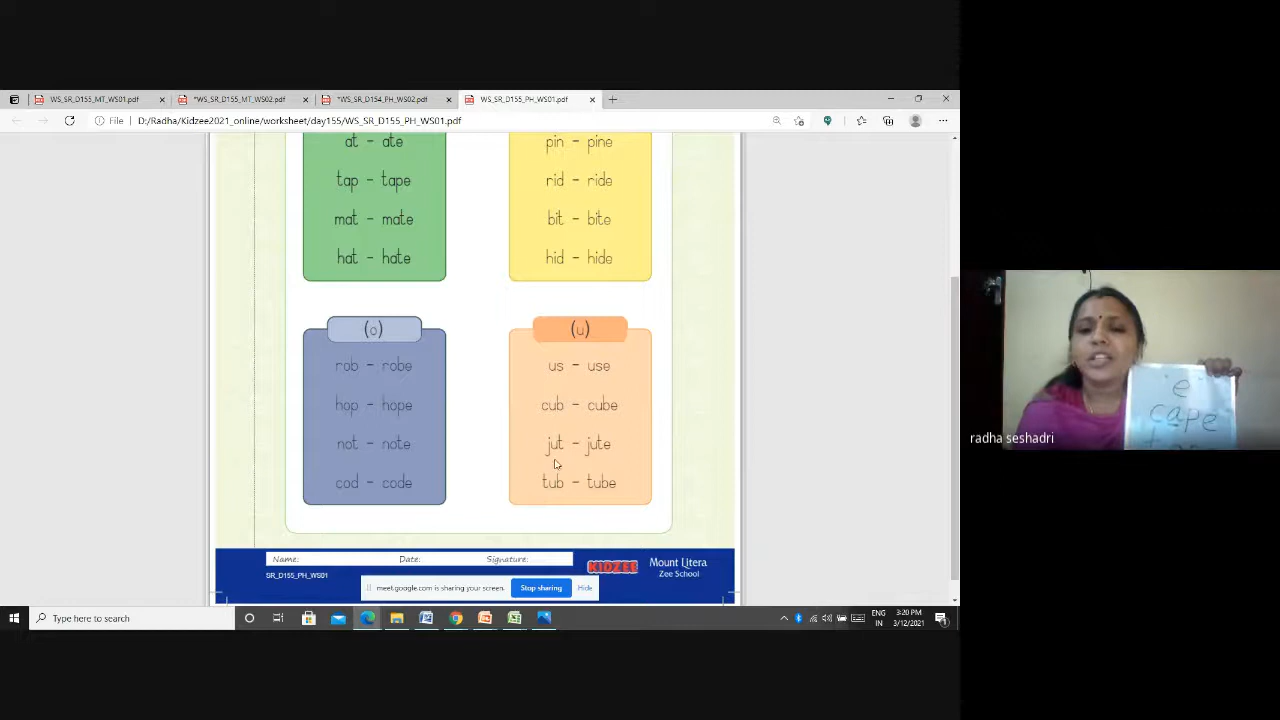 WS_SR_D155_MT_WS01.pdf
*WS_SR_D155_MT_WS02.pdf
*WS_SR_D154_PH_WS02.pdf
WS_SR_D155_PH_WS01.pdf
File
D:/Radha/Kidzee2021_online/worksheet/day155/WS_SR_D155_PH_WS01.pdf
at - ate
tap - tape
mat - mate
hat - hate
pin - pine
rid - ride
bit - bite
hid - hide
(o)
rob - robe
hop - hope
not - note
cod - code
(u)
us - use
cub - cube
jut - jute
tub - tube
Name:
Date:
Signature:
SR_D155_PH_WS01
KIDZEE
Mount Litera
Zee School
meet.google.com is sharing your screen.
Stop sharing
Hide
Type here to search
ENG
IN
3:20 PM
3/12/2021
"e"
cape
radha seshadri